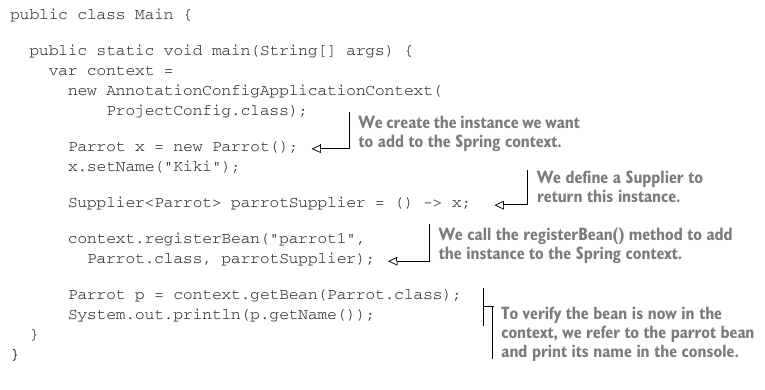 public class Main {
public static void main(String[] args) {
var context =
new AnnotationConfigApplicationContext(
ProjectConfig.class);
We create the instance we want
to add to the Spring context.
Parrot x = new Parrot();
x.setName("Kiki");
We define a Supplier to
return this instance.
Supplier<Parrot> parrotSupplier = () -> x;
We call the registerBean() method to add
the instance to the Spring context.
context.registerBean("parrot1",
Parrot.class, parrotSupplier);
Parrot p = context.getBean(Parrot.class);
System.out.println(p.getName());
To verify the bean is now in the
context, we refer to the parrot bean
and print its name in the console.
}
}